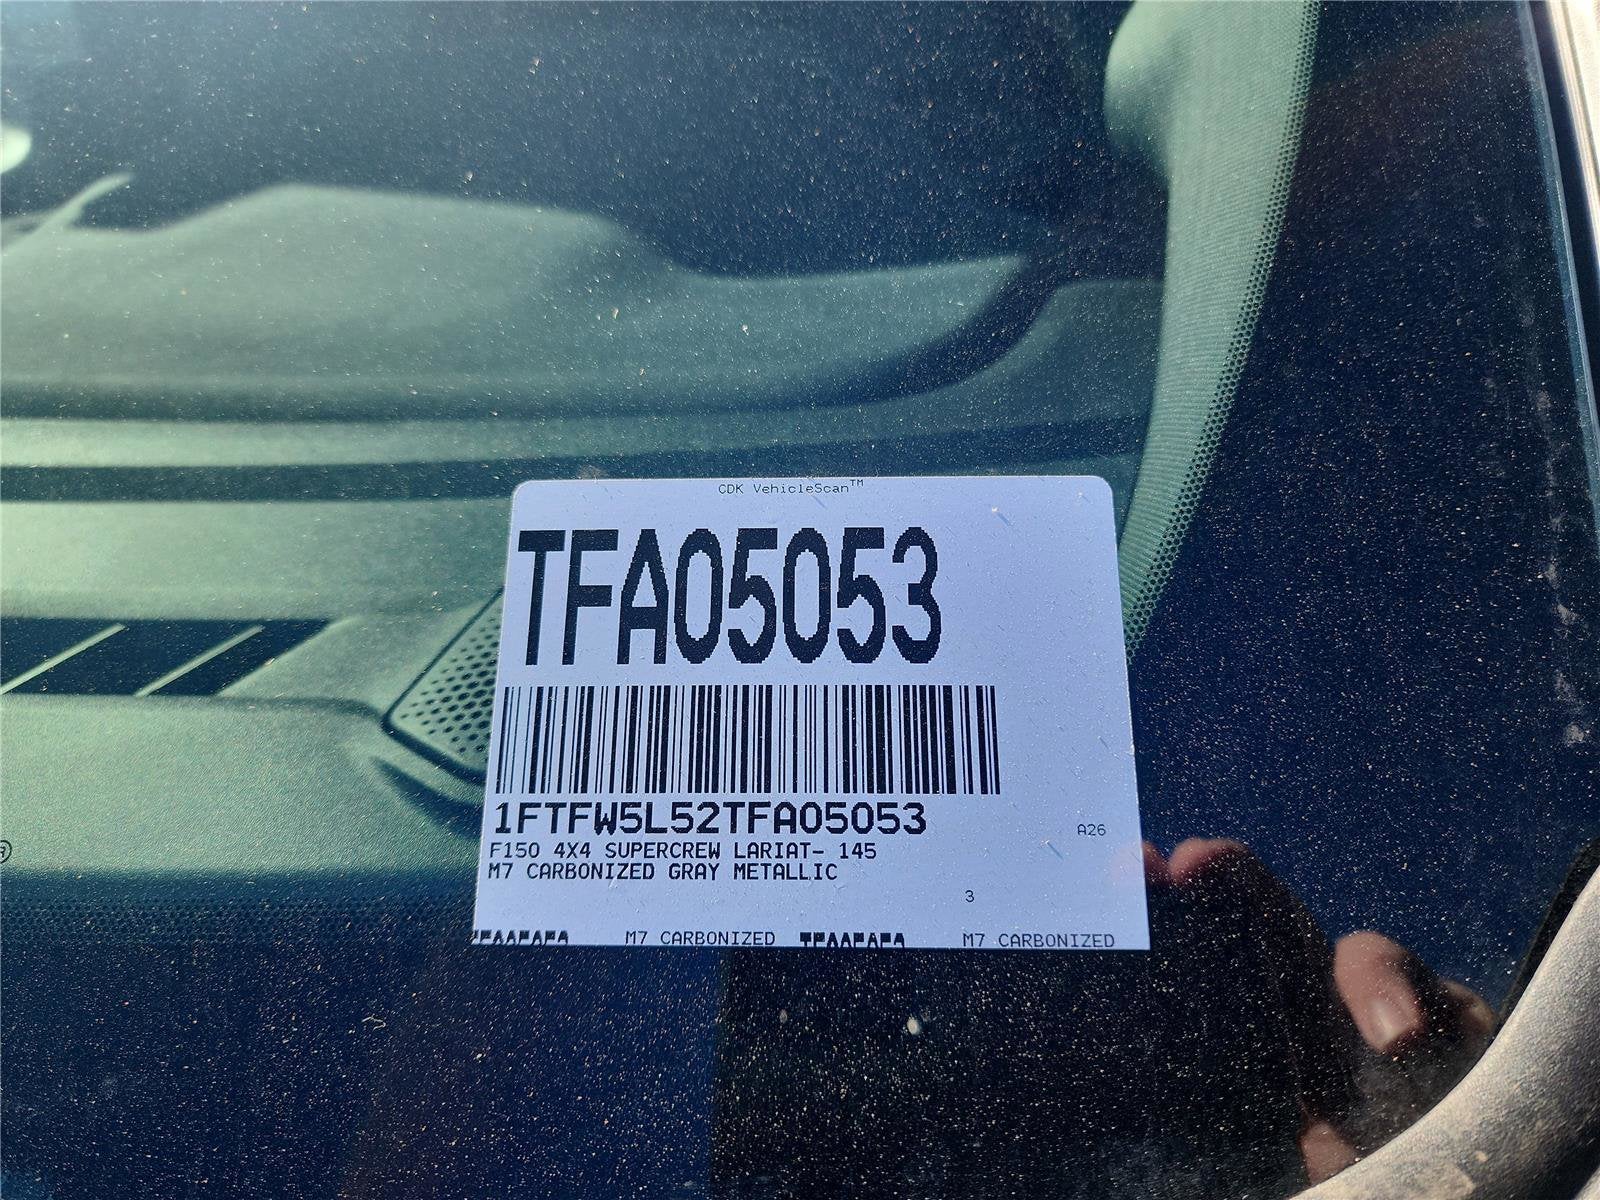 CDK VehicleScan™
TFA05053
1FTFW5L52TFA05053
A26
F150 4X4 SUPERCREW LARIAT- 145
M7 CARBONIZED GRAY METALLIC
3
M7 CARBONIZED M7 CARBONIZED
®